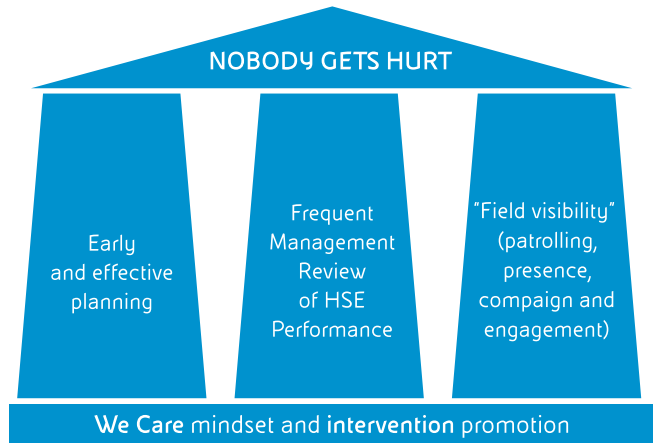 NOBODY GETS HURT
Early
and effective
planning
Frequent
Management
Review
of HSE
Performance
"Field visibility"
(patrolling,
presence,
compaign and
engagement)
We Care mindset and intervention promotion